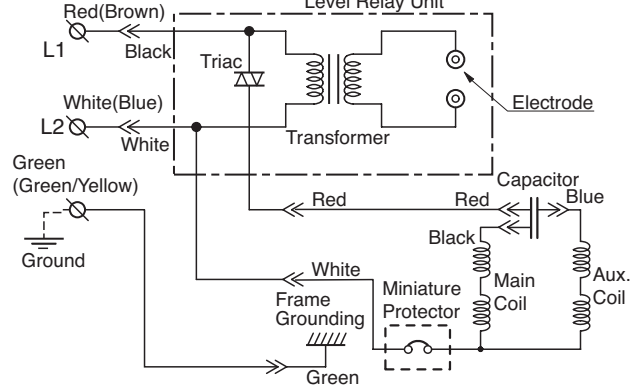 Level Relay Unit
Red(Brown)
L1
Black
Triac
White(Blue)
L2
White
Transformer
Electrode
Green
(Green/Yellow)
Ground
Red
Red
Capacitor
Blue
Black
White
Main
Coil
Aux.
Coil
Frame
Grounding
Miniature
Protector
Green